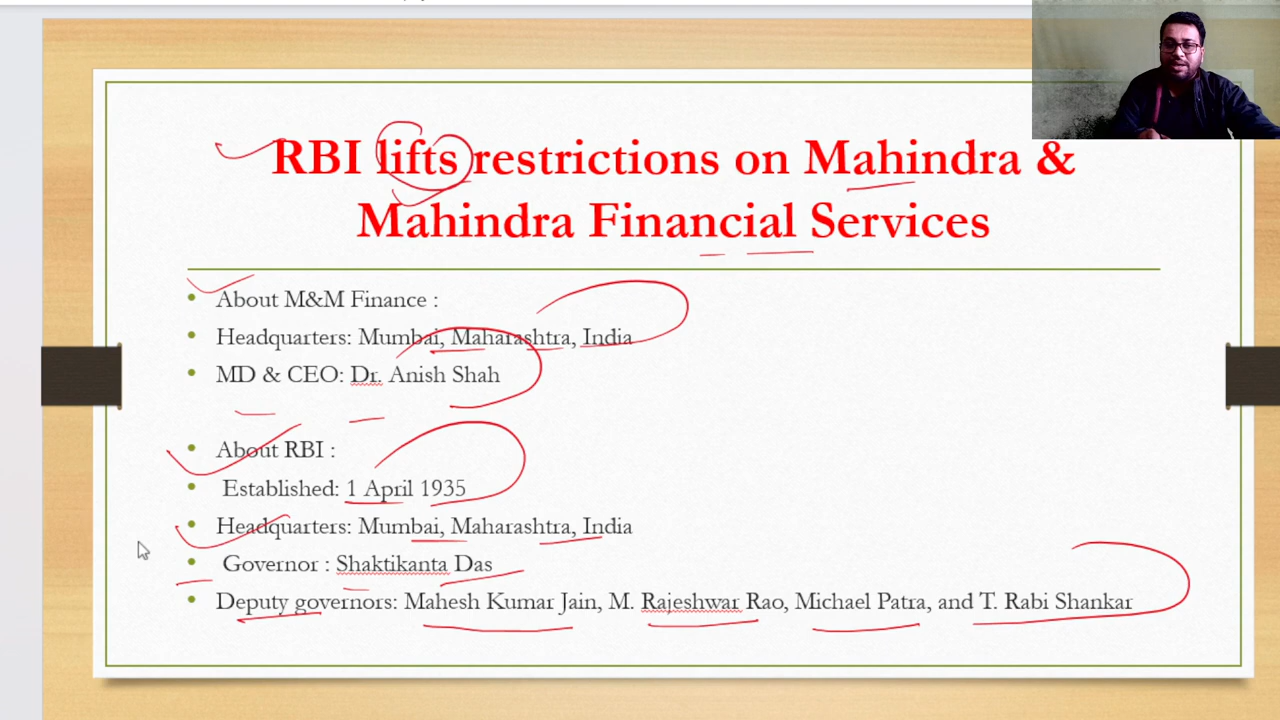 RBI lifts restrictions on Mahindra &
Mahindra Financial Services
• About M&M Finance :
• Headquarters: Mumbai, Maharashtra, India
• MD & CEO: Dr. Anish Shah
• About RBI :
• Established: 1 April 1935
• Headquarters: Mumbai, Maharashtra, India
• Governor : Shaktikanta Das
• Deputy governors: Mahesh Kumar Jain, M. Rajeshwar Rao, Michael Patra, and T. Rabi Shankar